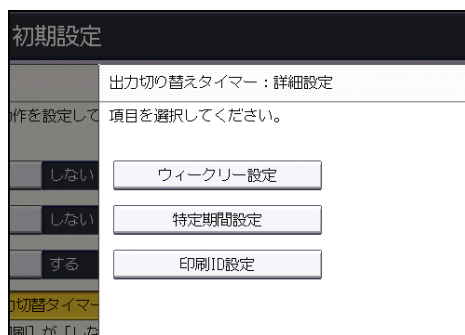 初期設定
出力切り替えタイマー：詳細設定
作を設定して
項目を選択してください。
しない
ウィークリー設定
しない
特定期間設定
する
印刷ID設定
力切替タイマー
刷］が［した